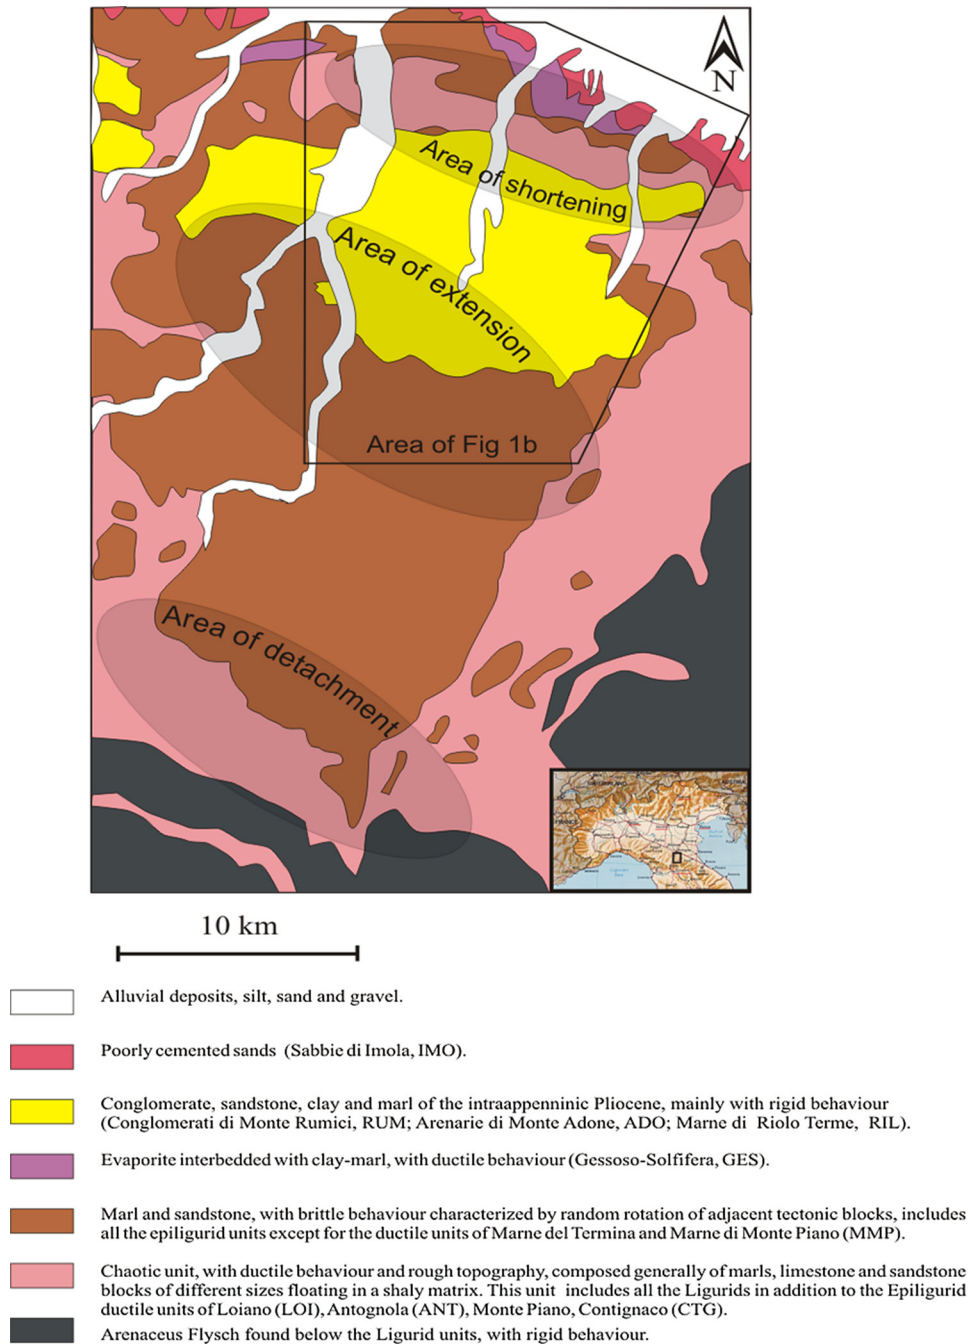 N
Area of shortening
Area of extension
Area of Fig 1b
Area of detachment
10 km
Alluvial deposits, silt, sand and gravel.
Poorly cemented sands (Sabbie di Imola, IMO).
Conglomerate, sandstone, clay and marl of the intraappenninic Pliocene, mainly with rigid behaviour
(Conglomerati di Monte Rumici, RUM; Arenarie di Monte Adone, ADO; Marne di Riolo Terme, RIL).
Evaporite interbedded with clay-marl, with ductile behaviour (Gessoso-Solfifera, GES).
Marl and sandstone, with brittle behaviour characterized by random rotation of adjacent tectonic blocks, includes
all the epiligurid units except for the ductile units of Marne del Termina and Marne di Monte Piano (MMP).
Chaotic unit, with ductile behaviour and rough topography, composed generally of marls, limestone and sandstone
blocks of different sizes floating in a shaly matrix. This unit includes all the Ligurids in addition to the Epiligurid
ductile units of Loiano (LOI), Antognola (ANT), Monte Piano, Contignaco (CTG).
Arenaceus Flysch found below the Ligurid units, with rigid behaviour.